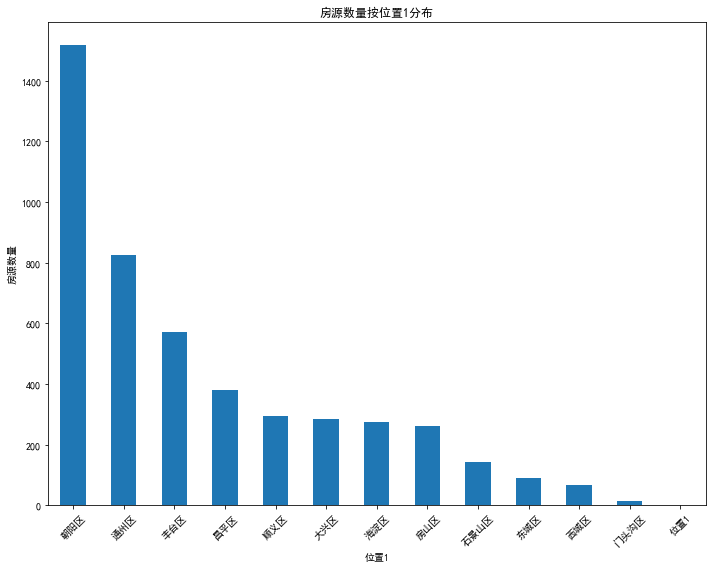 房源数量按位置1分布
房源数量
1400
1200
1000
800
600
400
200
0
朝阳区
通州区
丰台区
昌平区
顺义区
大兴区
海淀区
房山区
石景山区
东城区
西城区
门头沟区
位置1
位置1